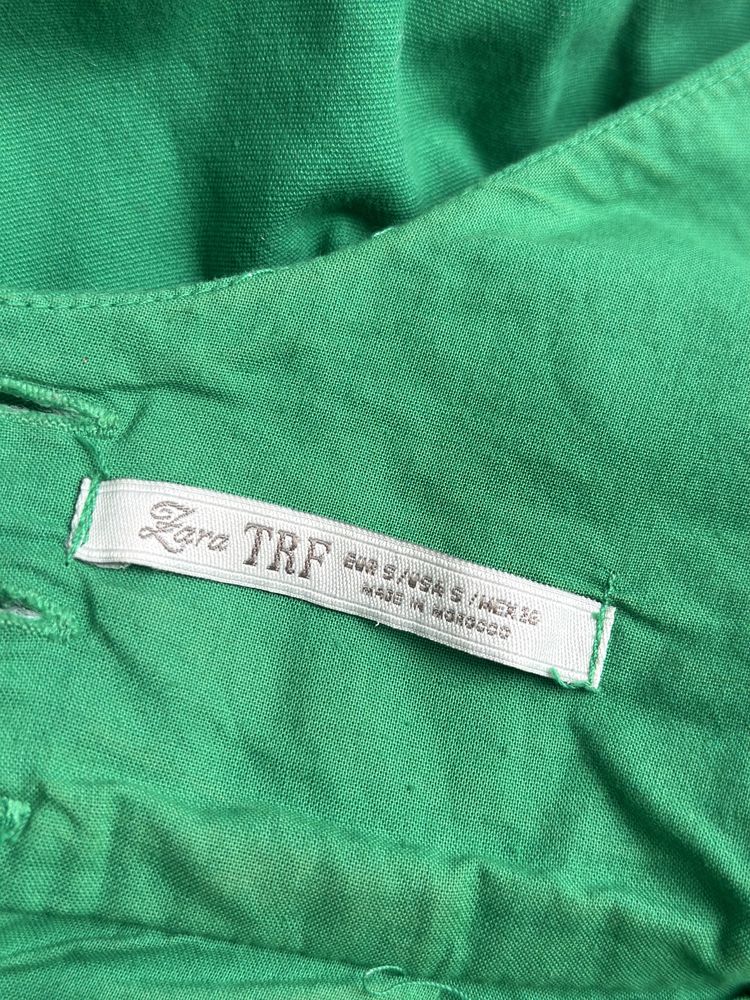 Zara TRF EUR S / USA S / MEX 26
MADE IN MOROCCO